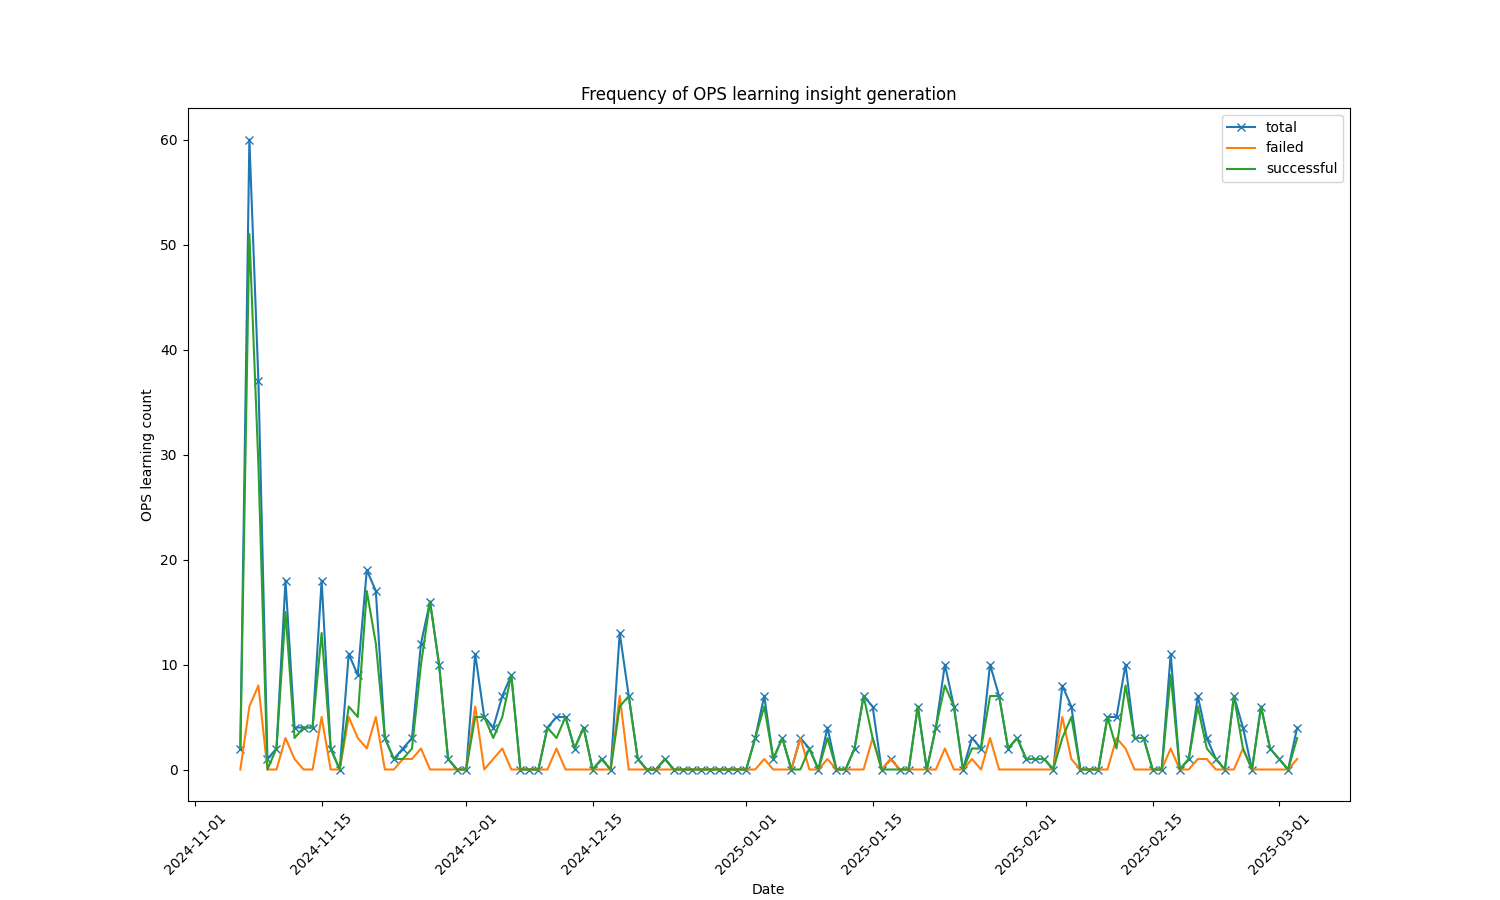 Frequency of OPS learning insight generation
total
failed
successful
60
50
40
30
20
10
0
OPS learning count
2024-11-01
2024-11-15
2024-12-01
2024-12-15
2025-01-01
2025-01-15
2025-02-01
2025-02-15
2025-03-01
Date